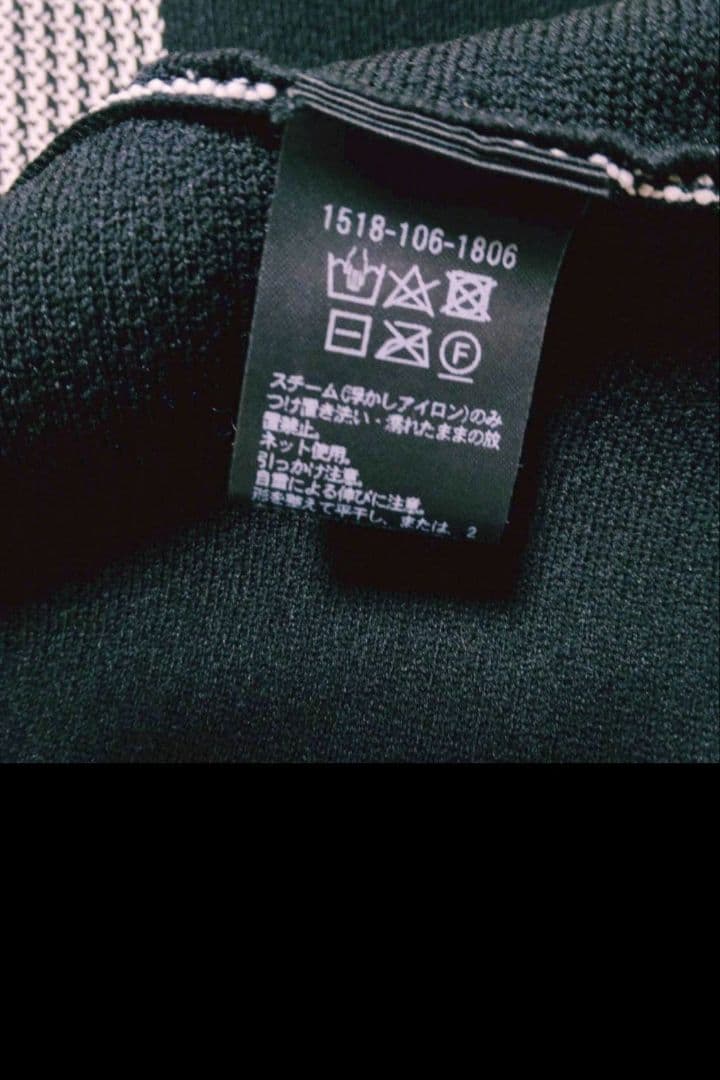 1518-106-1806
F
スチーム(浮かしアイロン)のみ
つけ置き洗い・濡れたままの放
置禁止。
ネット使用。
引っかけ注意。
自重による伸びに注意。
形を整えて平干し、または、2